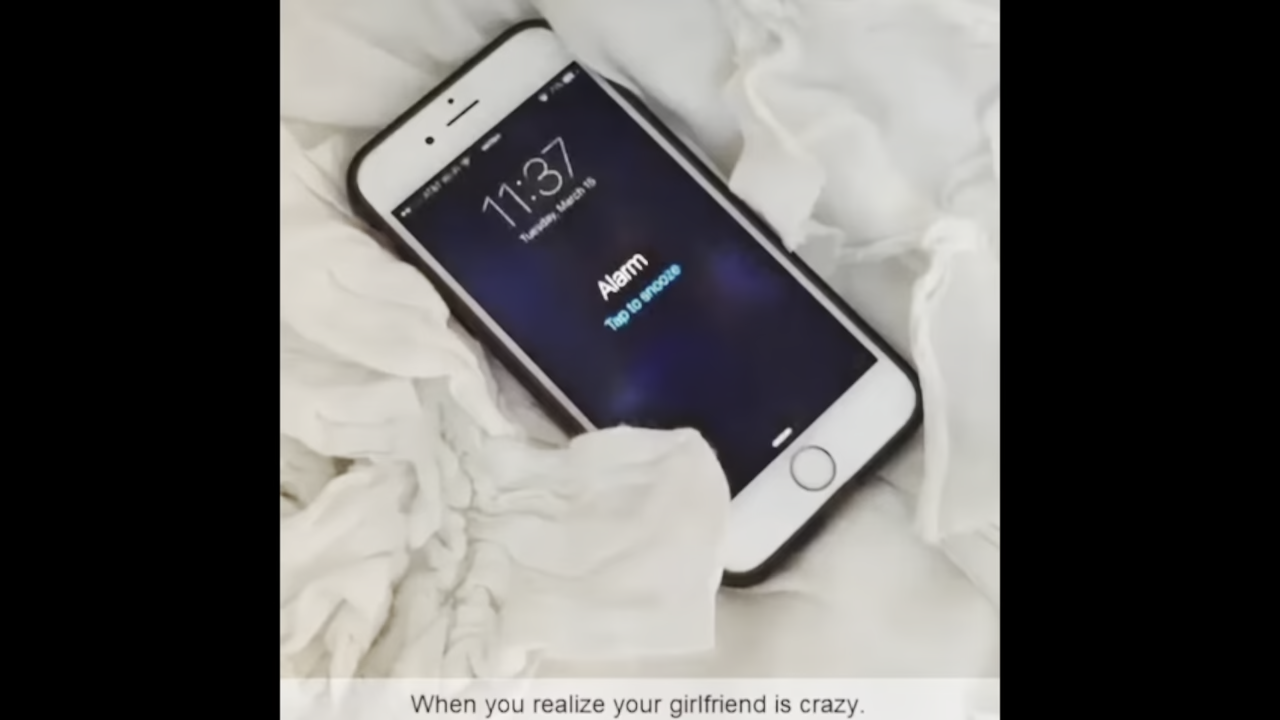 11:37
Tuesday, March 15
Alarm
Tap to snooze
When you realize your girlfriend is crazy.